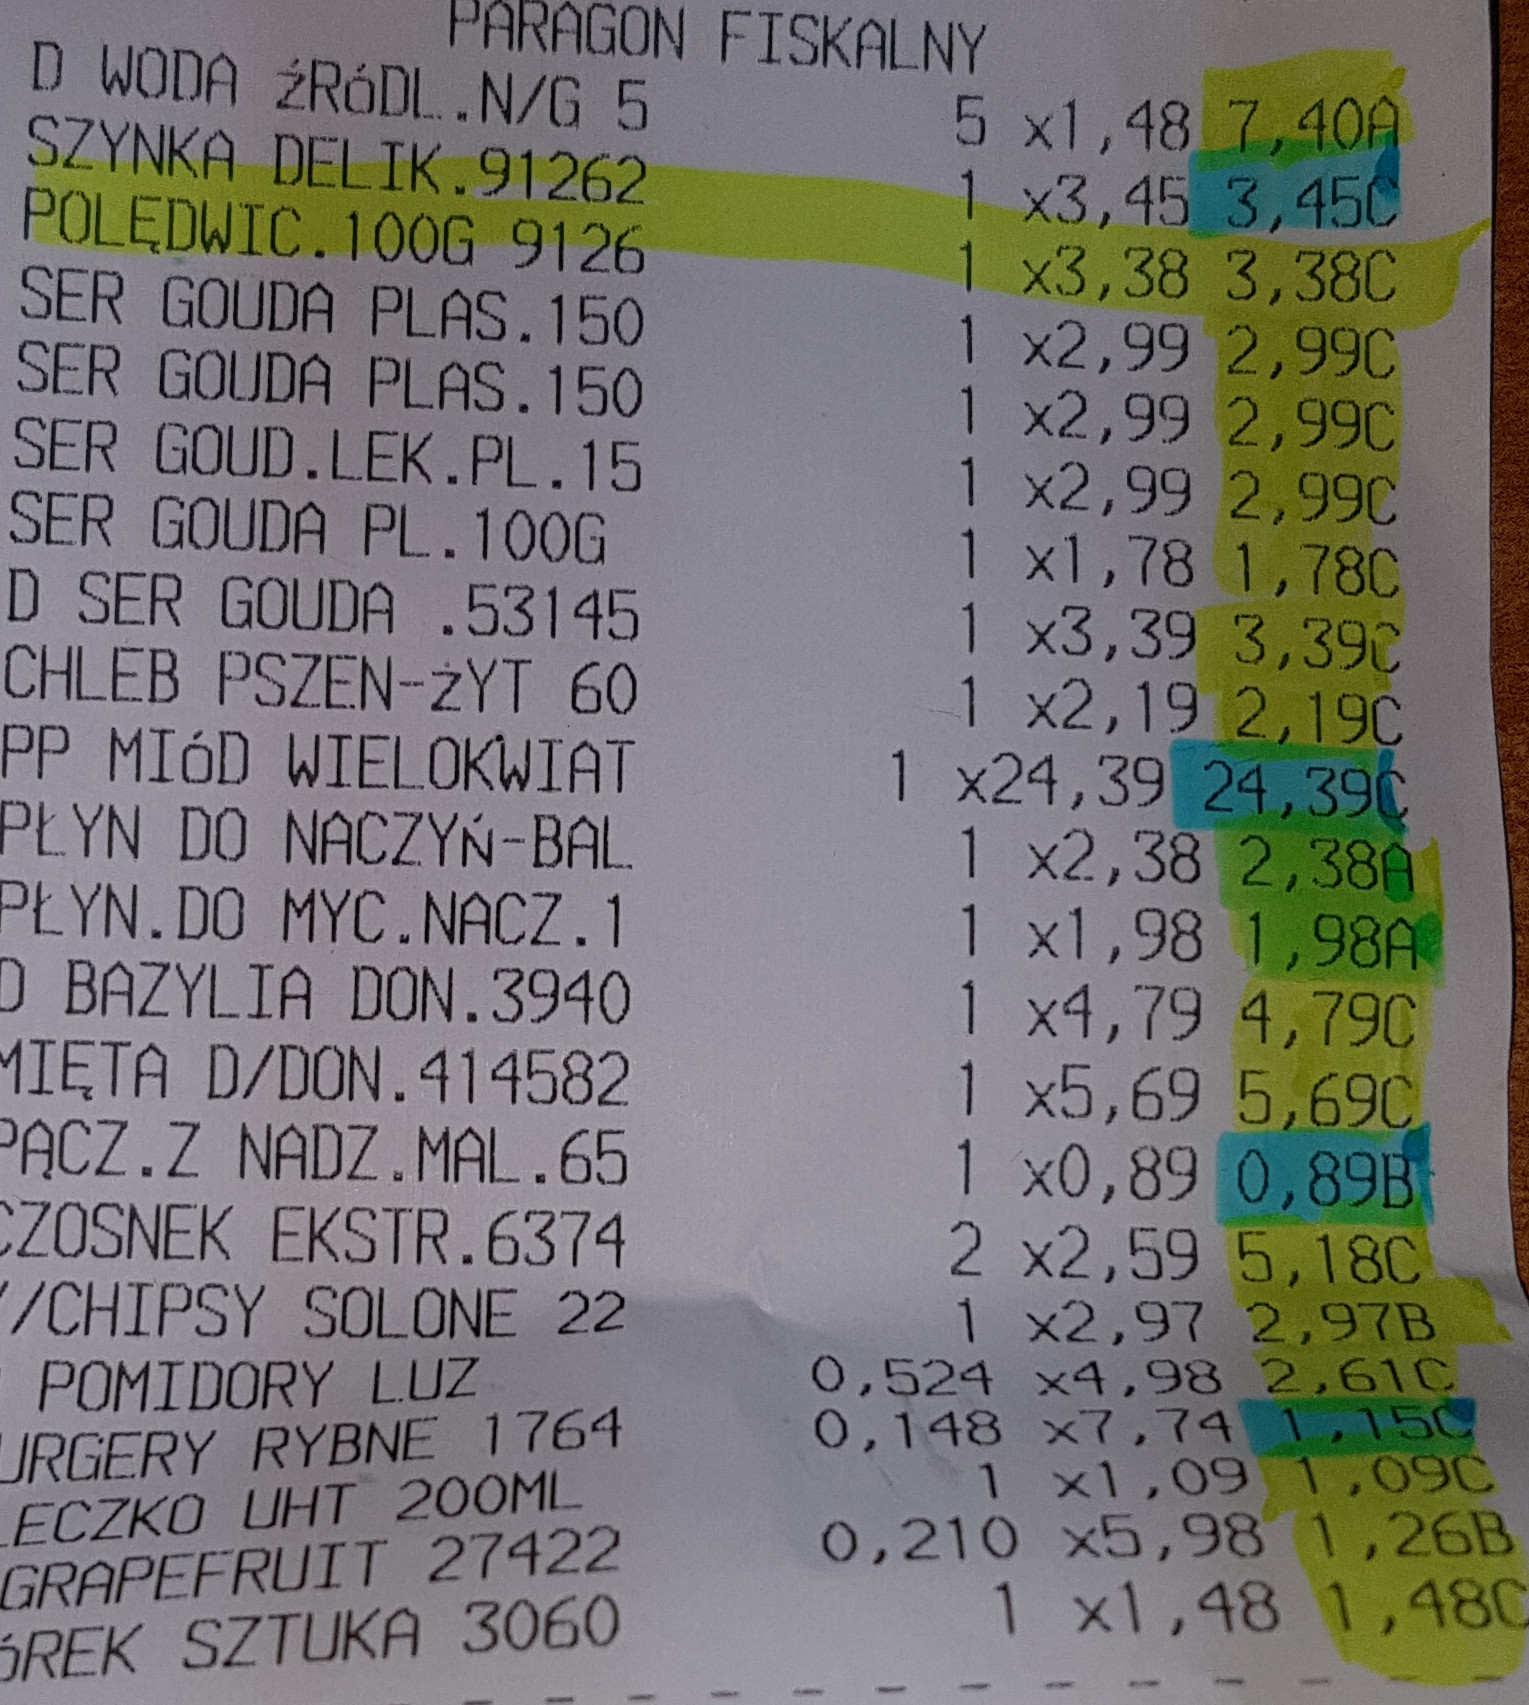 PARAGON FISKALNY
D WODA źRóDL.N/G 5 5 x1,48 7,40A
SZYNKA DELIK.91262 1 x3,45 3,45C
POLĘDWIC.100G 9126 1 x3,38 3,38C
SER GOUDA PLAS.150 1 x2,99 2,99C
SER GOUDA PLAS.150 1 x2,99 2,99C
SER GOUD.LEK.PL.15 1 x2,99 2,99C
SER GOUDA PL.100G 1 x1,78 1,78C
D SER GOUDA .53145 1 x3,39 3,39C
CHLEB PSZEN-żYT 60 1 x2,19 2,19C
PP MIóD WIELOKWIAT 1 x24,39 24,39C
PŁYN DO NACZYń-BAL 1 x2,38 2,38A
PŁYN.DO MYC.NACZ.1 1 x1,98 1,98A
D BAZYLIA DON.3940 1 x4,79 4,79C
MIĘTA D/DON.414582 1 x5,69 5,69C
PĄCZ.Z NADZ.MAL.65 1 x0,89 0,89B
CZOSNEK EKSTR.6374 2 x2,59 5,18C
//CHIPSY SOLONE 22 1 x2,97 2,97B
POMIDORY LUZ 0,524 x4,98 2,61C
URGERY RYBNE 1764 0,148 x7,74 1,15C
LECZKO UHT 200ML 1 x1,09 1,09C
GRAPEFRUIT 27422 0,210 x5,98 1,26B
óREK SZTUKA 3060 1 x1,48 1,48C